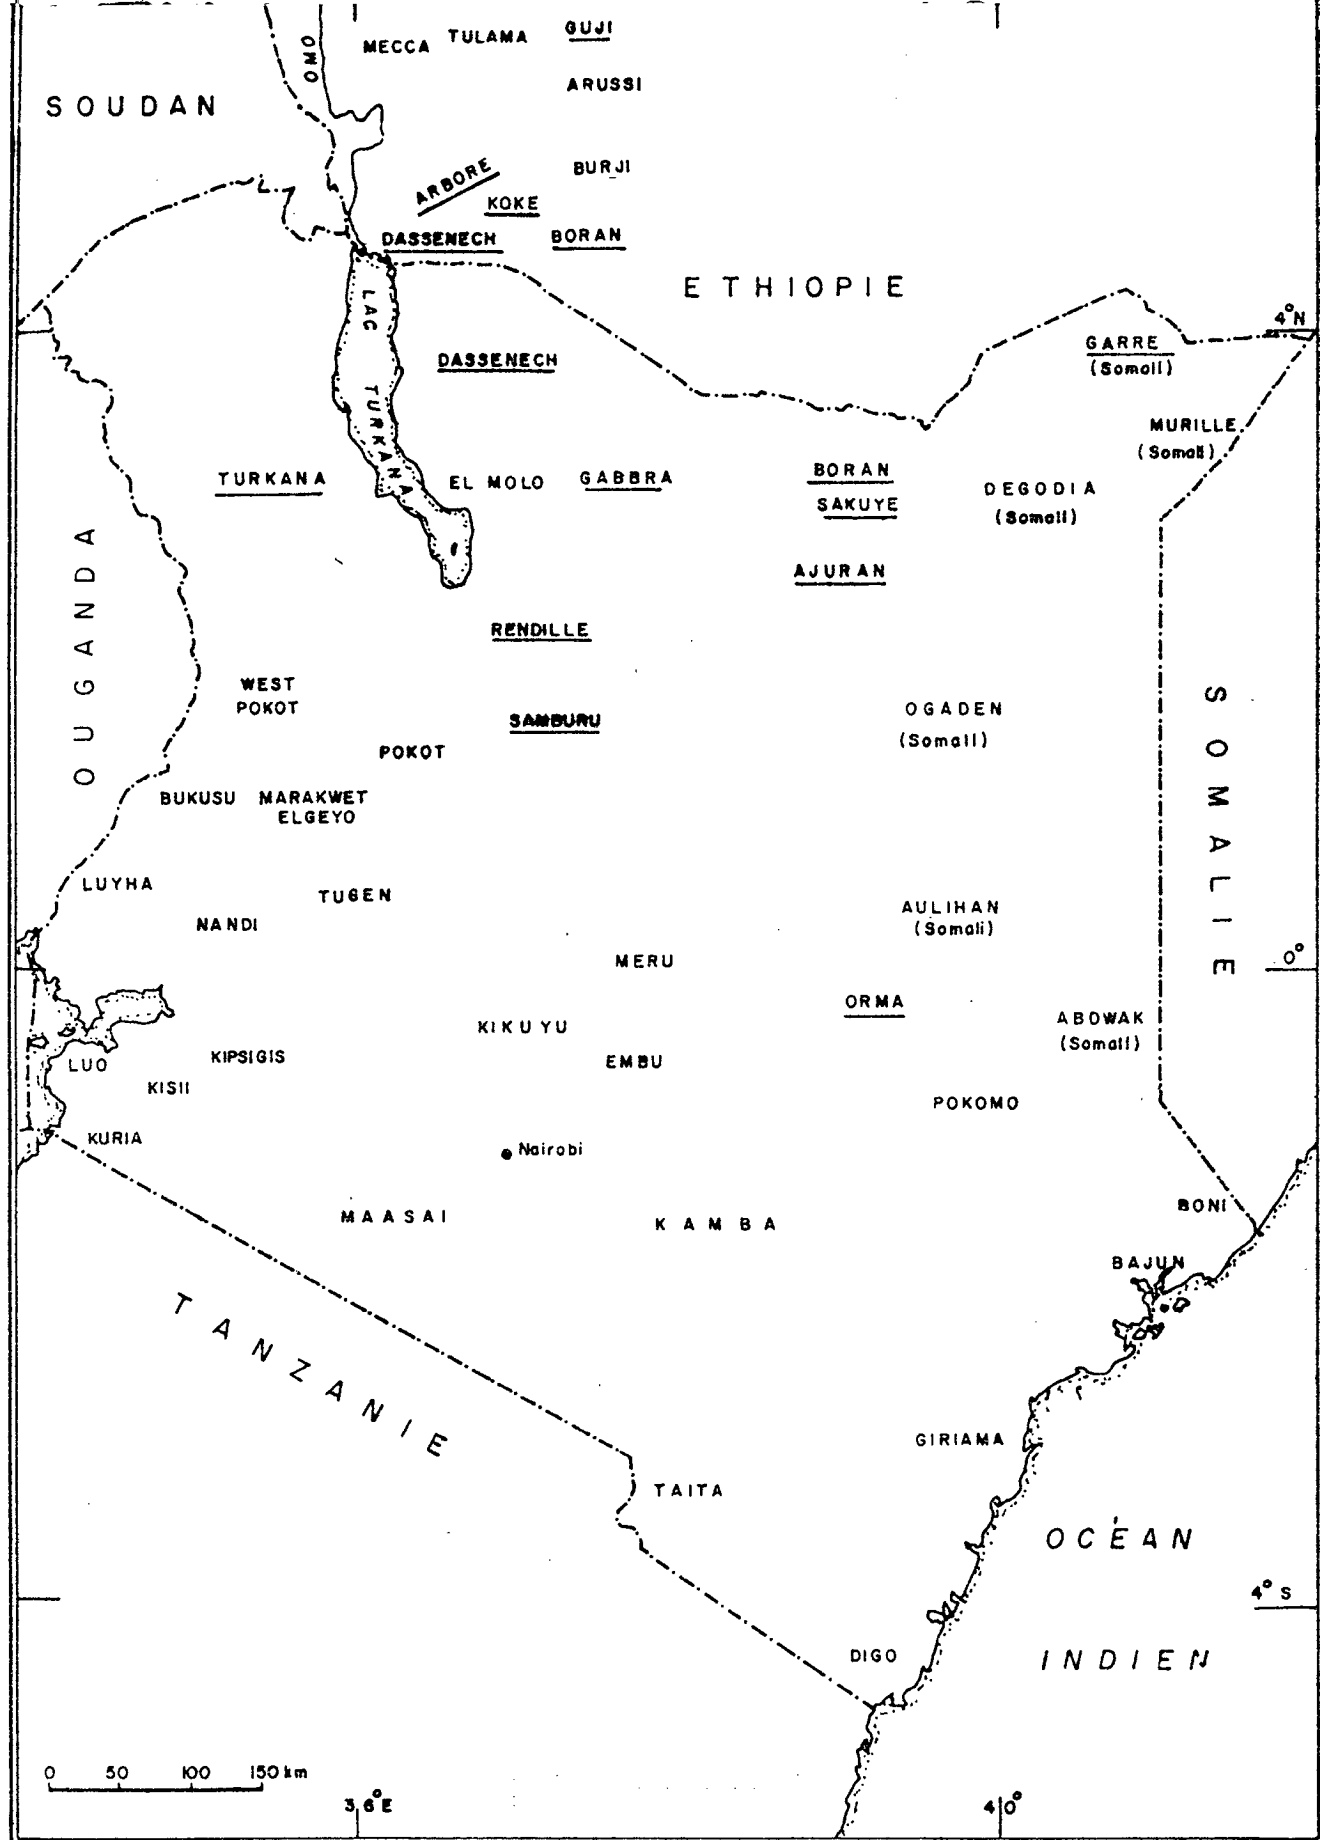 OMO
MECCA
TULAMA
GUJI
ARUSSI
SOUDAN
BURJI
ARBORE
KOKE
DASSENECH
BORAN
ETHIOPIE
4°N
LAC TURKANA
DASSENECH
GARRE
(Somali)
MURILLE
(Somali)
TURKANA
EL MOLO
GABBRA
BORAN
SAKUYE
DEGODIA
(Somali)
AJURAN
OUGANDA
RENDILLE
WEST
POKOT
SAMBURU
OGADEN
(Somali)
SOMALIE
POKOT
BUKUSU
MARAKWET
ELGEYO
LUYHA
TUGEN
NANDI
AULIHAN
(Somali)
MERU
0°
ORMA
KIKUYU
ABOWAK
(Somali)
LUO
KIPSIGIS
EMBU
KISII
POKOMO
KURIA
Nairobi
MAASAI
KAMBA
BONI
BAJUN
TANZANIE
GIRIAMA
TAITA
OCÉAN
INDIEN
4° S
DIGO
0 50 100 150 km
36°E
40°